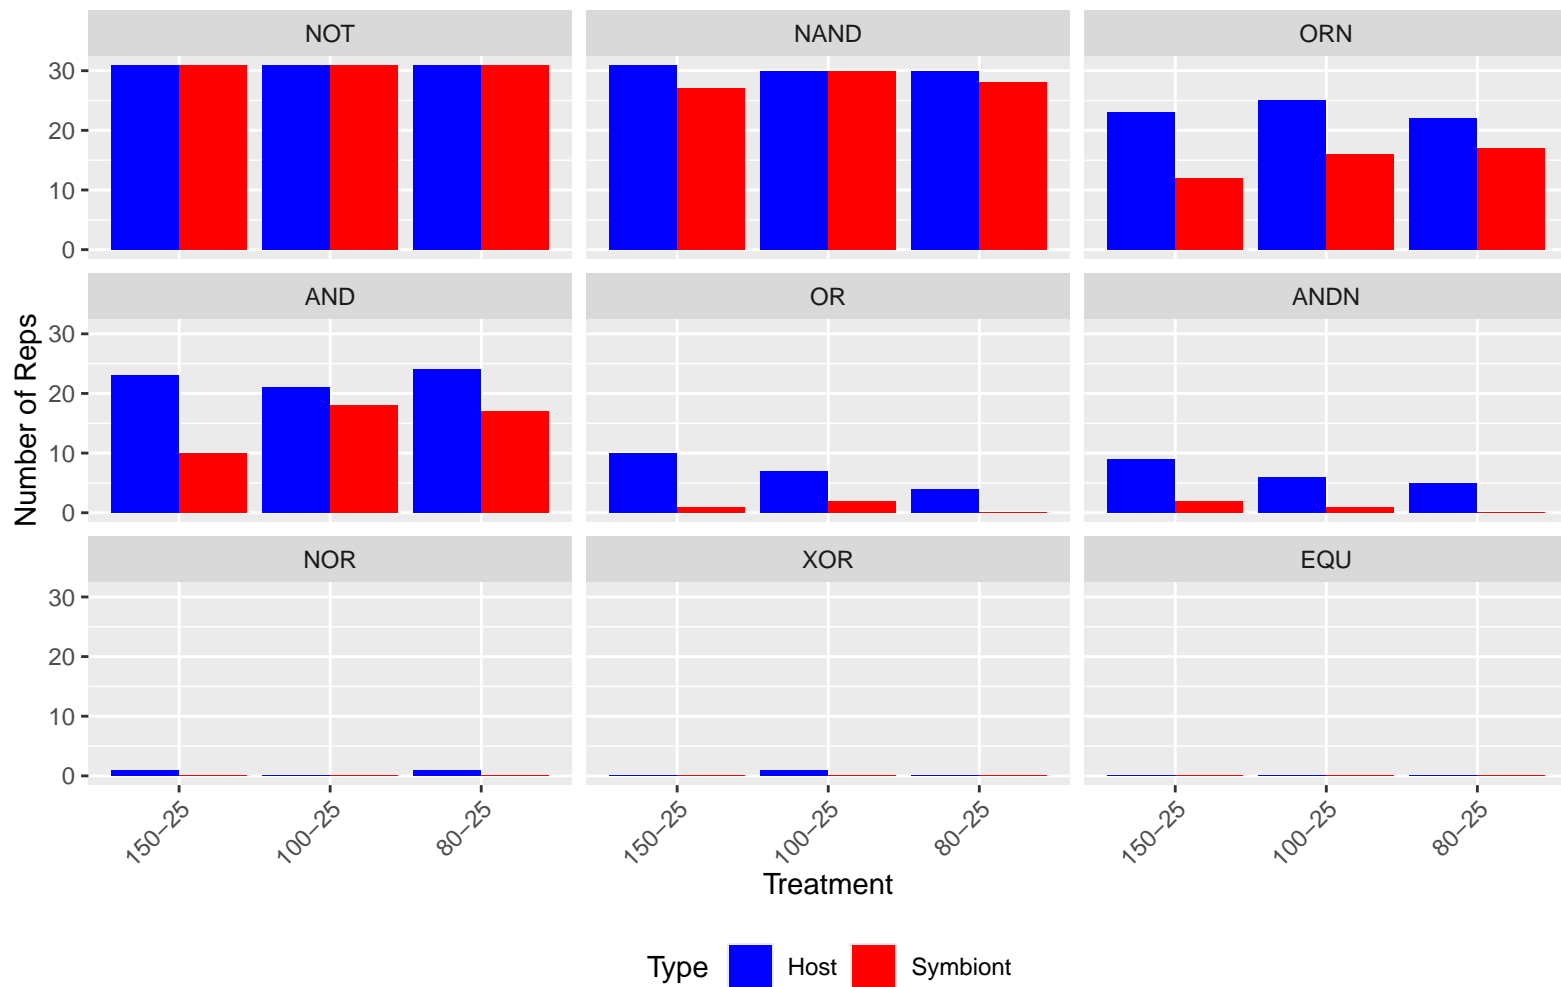 NOT NAND ORN
30
20
10
0
AND OR ANDN
30
20
10
0
NOR XOR EQU
30
20
10
0
Number of Reps
150−25 100−25 80−25 150−25 100−25 80−25 150−25 100−25 80−25
Treatment
Type Host Symbiont